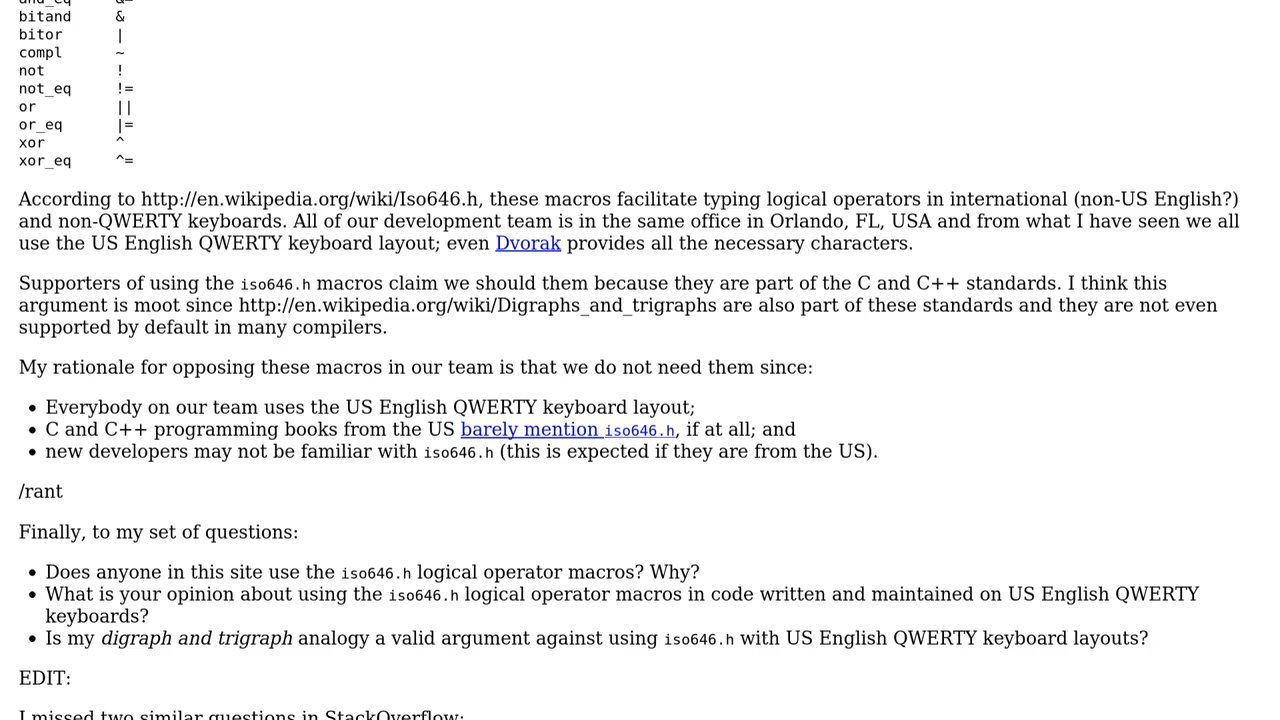 and_eq &=
bitand &
bitor |
compl ~
not !
not_eq !=
or ||
or_eq |=
xor ^
xor_eq ^=
According to http://en.wikipedia.org/wiki/Iso646.h, these macros facilitate typing logical operators in international (non-US English?)
and non-QWERTY keyboards. All of our development team is in the same office in Orlando, FL, USA and from what I have seen we all
use the US English QWERTY keyboard layout; even Dvorak provides all the necessary characters.
Supporters of using the iso646.h macros claim we should them because they are part of the C and C++ standards. I think this
argument is moot since http://en.wikipedia.org/wiki/Digraphs_and_trigraphs are also part of these standards and they are not even
supported by default in many compilers.
My rationale for opposing these macros in our team is that we do not need them since:
• Everybody on our team uses the US English QWERTY keyboard layout;
• C and C++ programming books from the US barely mention iso646.h, if at all; and
• new developers may not be familiar with iso646.h (this is expected if they are from the US).
/rant
Finally, to my set of questions:
• Does anyone in this site use the iso646.h logical operator macros? Why?
• What is your opinion about using the iso646.h logical operator macros in code written and maintained on US English QWERTY
keyboards?
• Is my digraph and trigraph analogy a valid argument against using iso646.h with US English QWERTY keyboard layouts?
EDIT:
I missed two similar questions in StackOverflow: